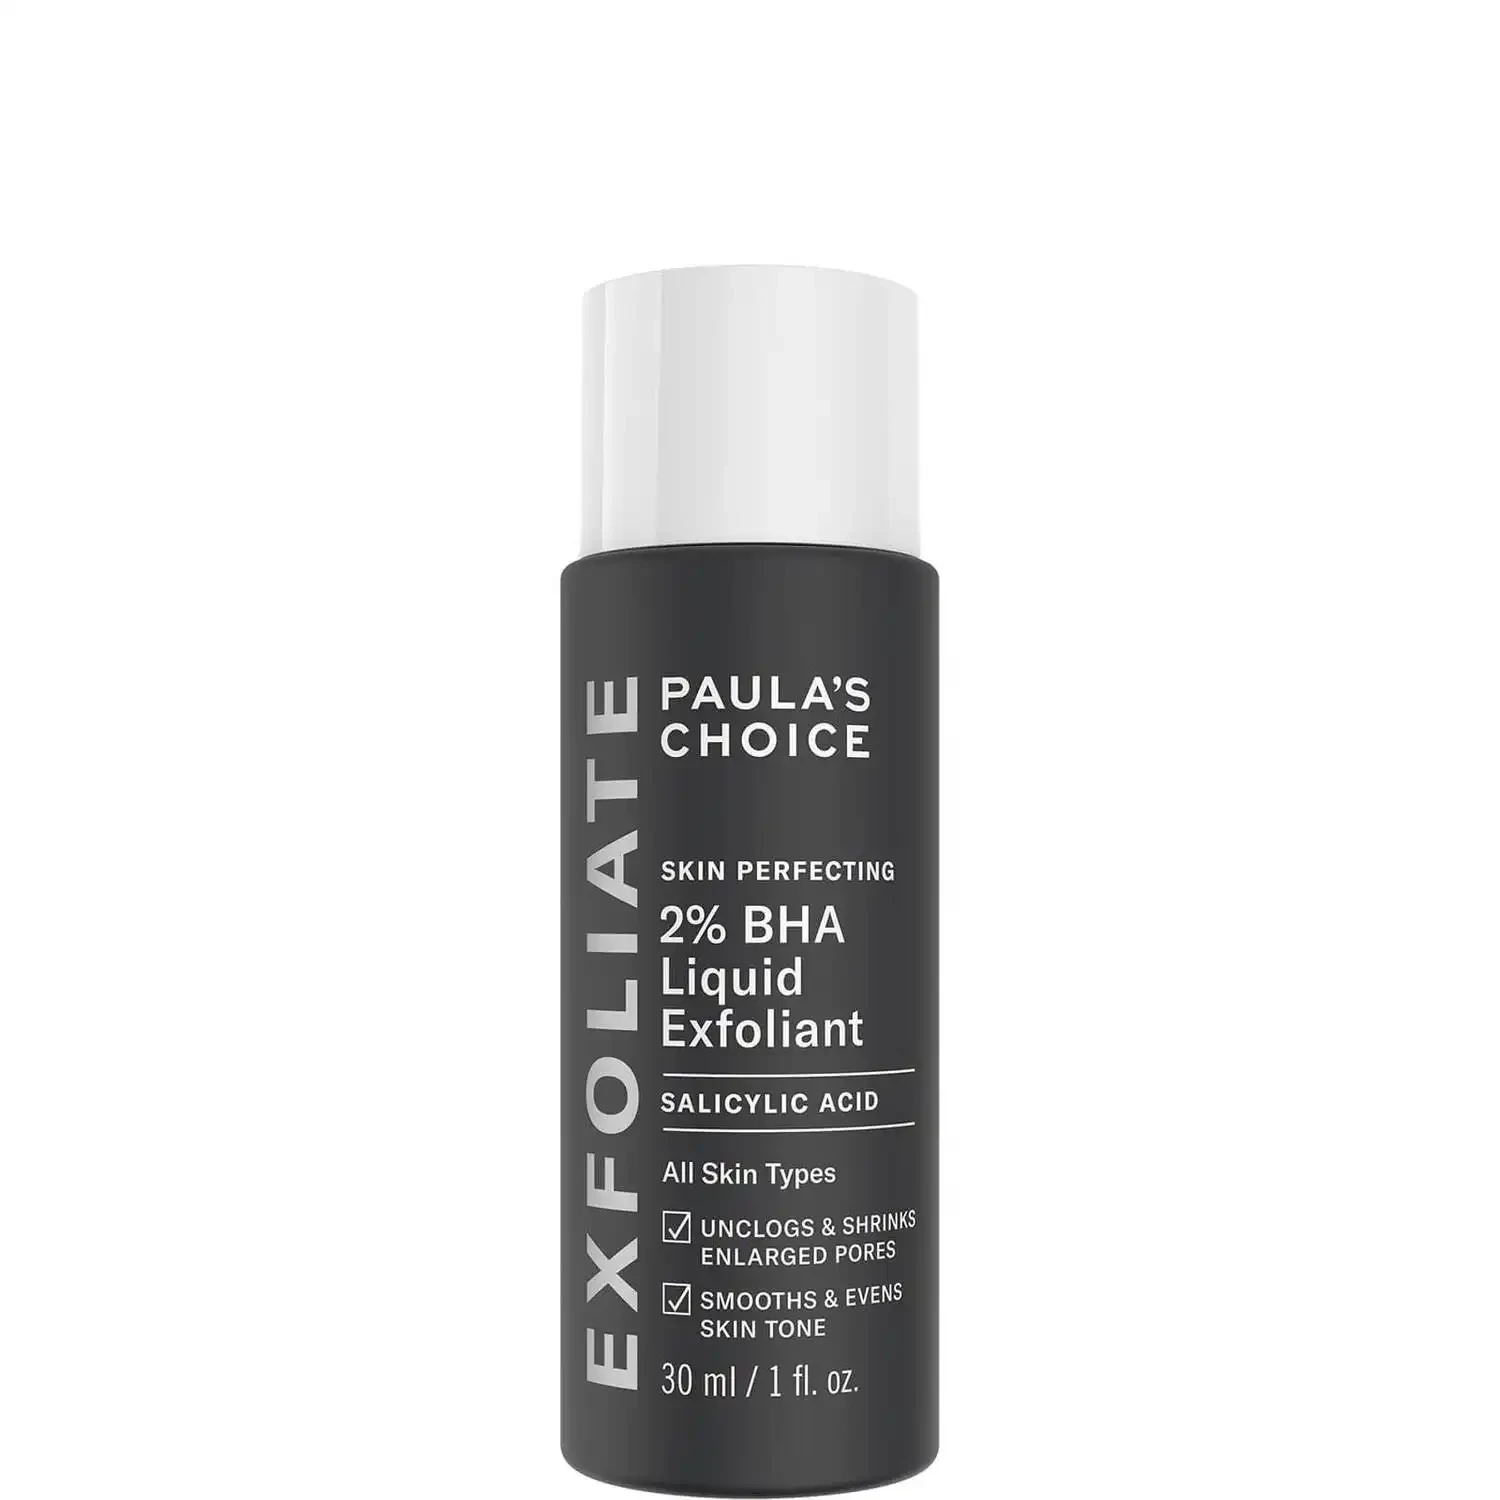 EXFOLIATE
PAULA'S
CHOICE
SKIN PERFECTING
2% BHA
Liquid
Exfoliant
SALICYLIC ACID
All Skin Types
UNCLOGS & SHRINKS
ENLARGED PORES
SMOOTHS & EVENS
SKIN TONE
30 ml / 1 fl. oz.